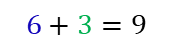 6 + 3 = 9